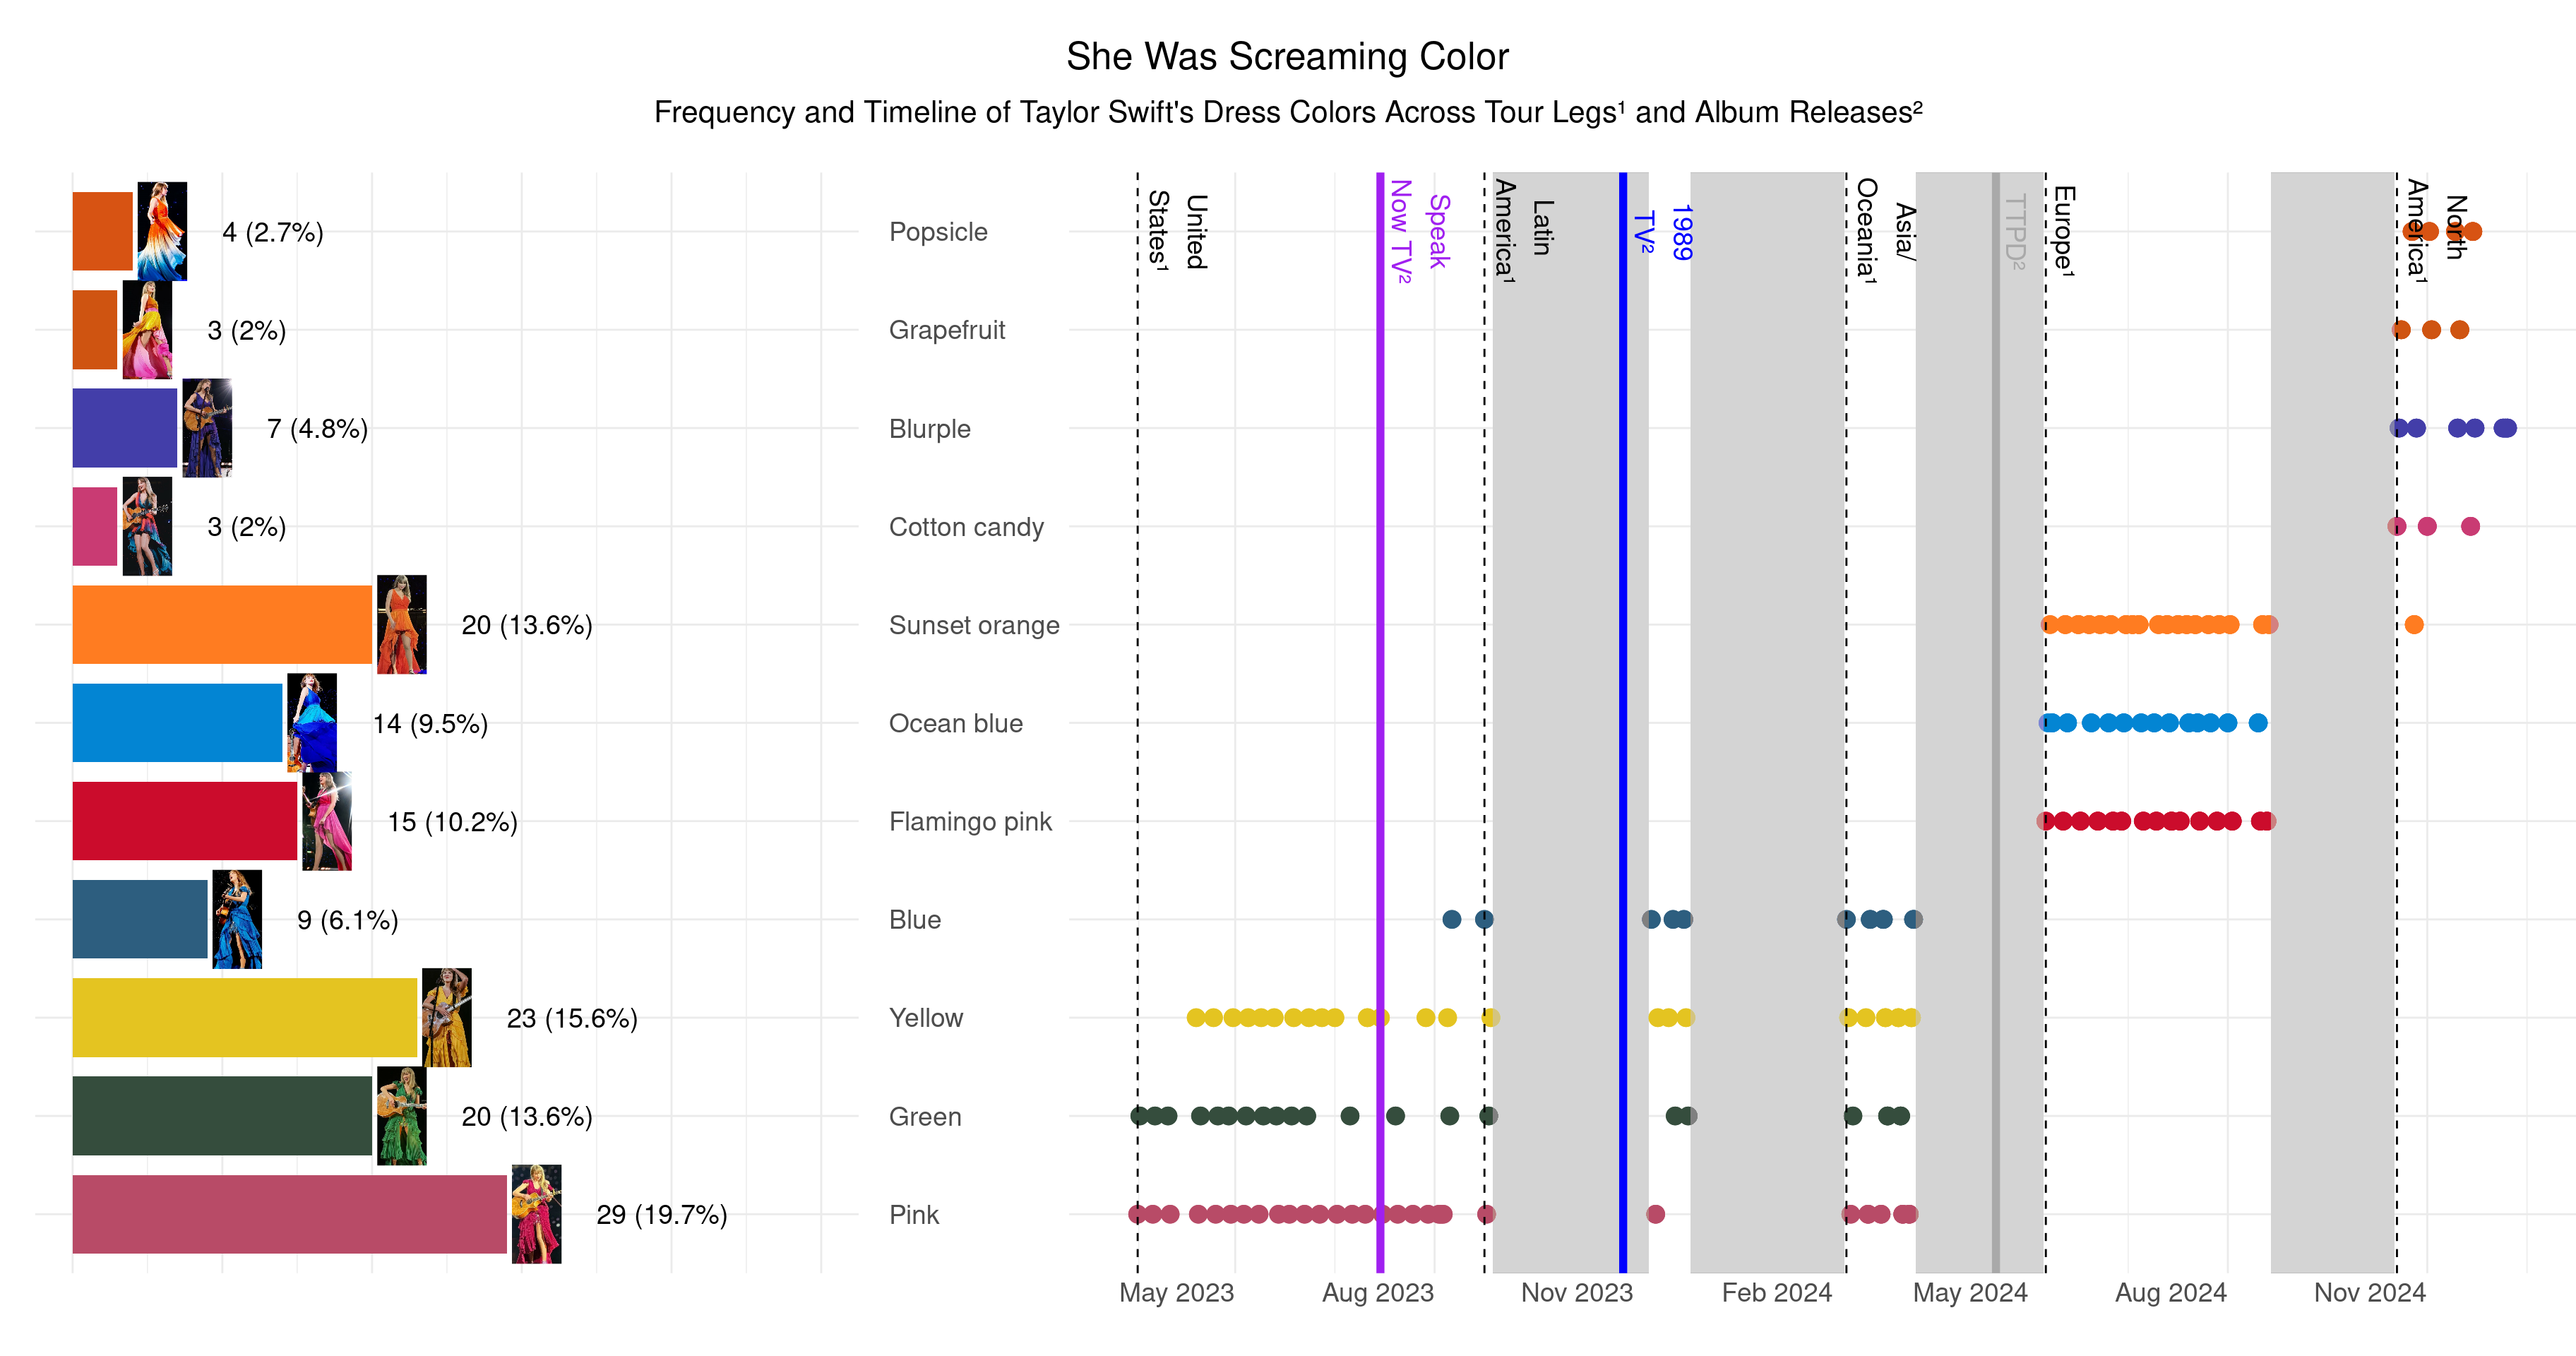 She Was Screaming Color
Frequency and Timeline of Taylor Swift's Dress Colors Across Tour Legs¹ and Album Releases²
4 (2.7%)
3 (2%)
7 (4.8%)
3 (2%)
20 (13.6%)
14 (9.5%)
15 (10.2%)
9 (6.1%)
23 (15.6%)
20 (13.6%)
29 (19.7%)
Popsicle
Grapefruit
Blurple
Cotton candy
Sunset orange
Ocean blue
Flamingo pink
Blue
Yellow
Green
Pink
United
States¹
Speak
Now TV²
Latin
America¹
1989
TV²
Asia/
Oceania¹
TTPD²
Europe¹
North
America¹
May 2023
Aug 2023
Nov 2023
Feb 2024
May 2024
Aug 2024
Nov 2024